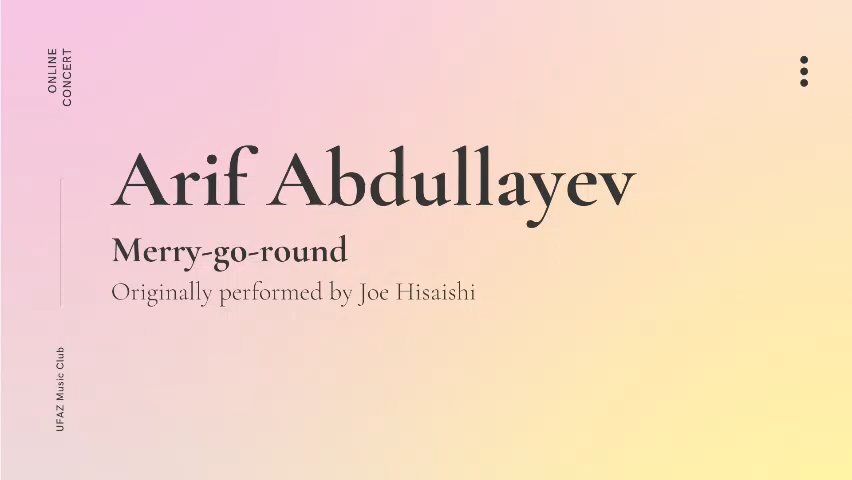 ONLINE
CONCERT
Arif Abdullayev
Merry-go-round
Originally performed by Joe Hisaishi
UFAZ Music Club